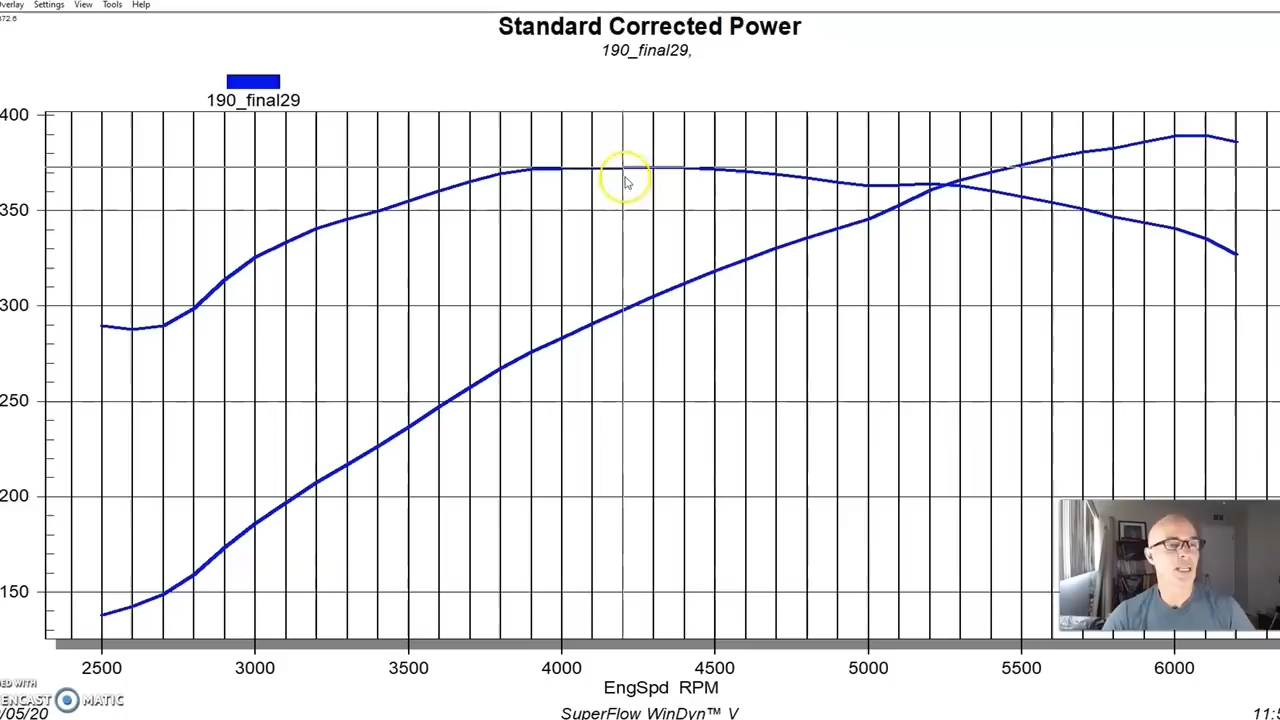 Settings View Tools Help
Standard Corrected Power
190_final29,
190_final29
400
350
300
250
200
150
2500 3000 3500 4000 4500 5000 5500 6000
EngSpd RPM
MATIC
SuperFlow WinDyn™ V